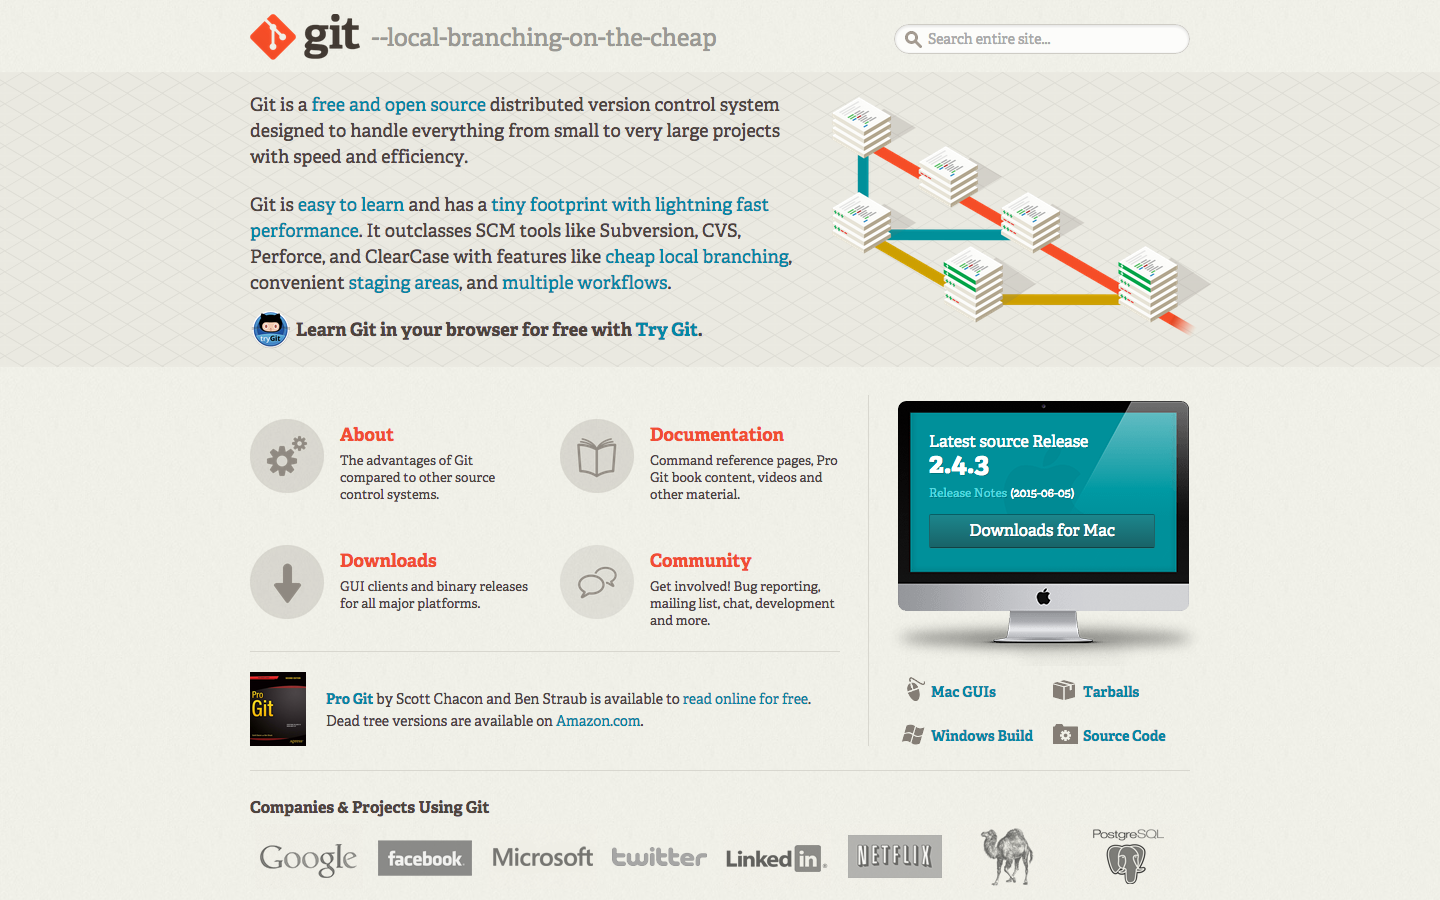 git --local-branching-on-the-cheap
Search entire site...
Git is a free and open source distributed version control system
designed to handle everything from small to very large projects
with speed and efficiency.
Git is easy to learn and has a tiny footprint with lightning fast
performance. It outclasses SCM tools like Subversion, CVS,
Perforce, and ClearCase with features like cheap local branching,
convenient staging areas, and multiple workflows.
tryGit
Learn Git in your browser for free with Try Git.
About
The advantages of Git
compared to other source
control systems.
Documentation
Command reference pages, Pro
Git book content, videos and
other material.
Downloads
GUI clients and binary releases
for all major platforms.
Community
Get involved! Bug reporting,
mailing list, chat, development
and more.
Pro
Git
Pro Git by Scott Chacon and Ben Straub is available to read online for free.
Dead tree versions are available on Amazon.com.
Latest source Release
2.4.3
Release Notes (2015-06-05)
Downloads for Mac
Mac GUIs
Tarballs
Windows Build
Source Code
Companies & Projects Using Git
Google
facebook
Microsoft
twitter
Linked in
NETFLIX
PostgreSQL